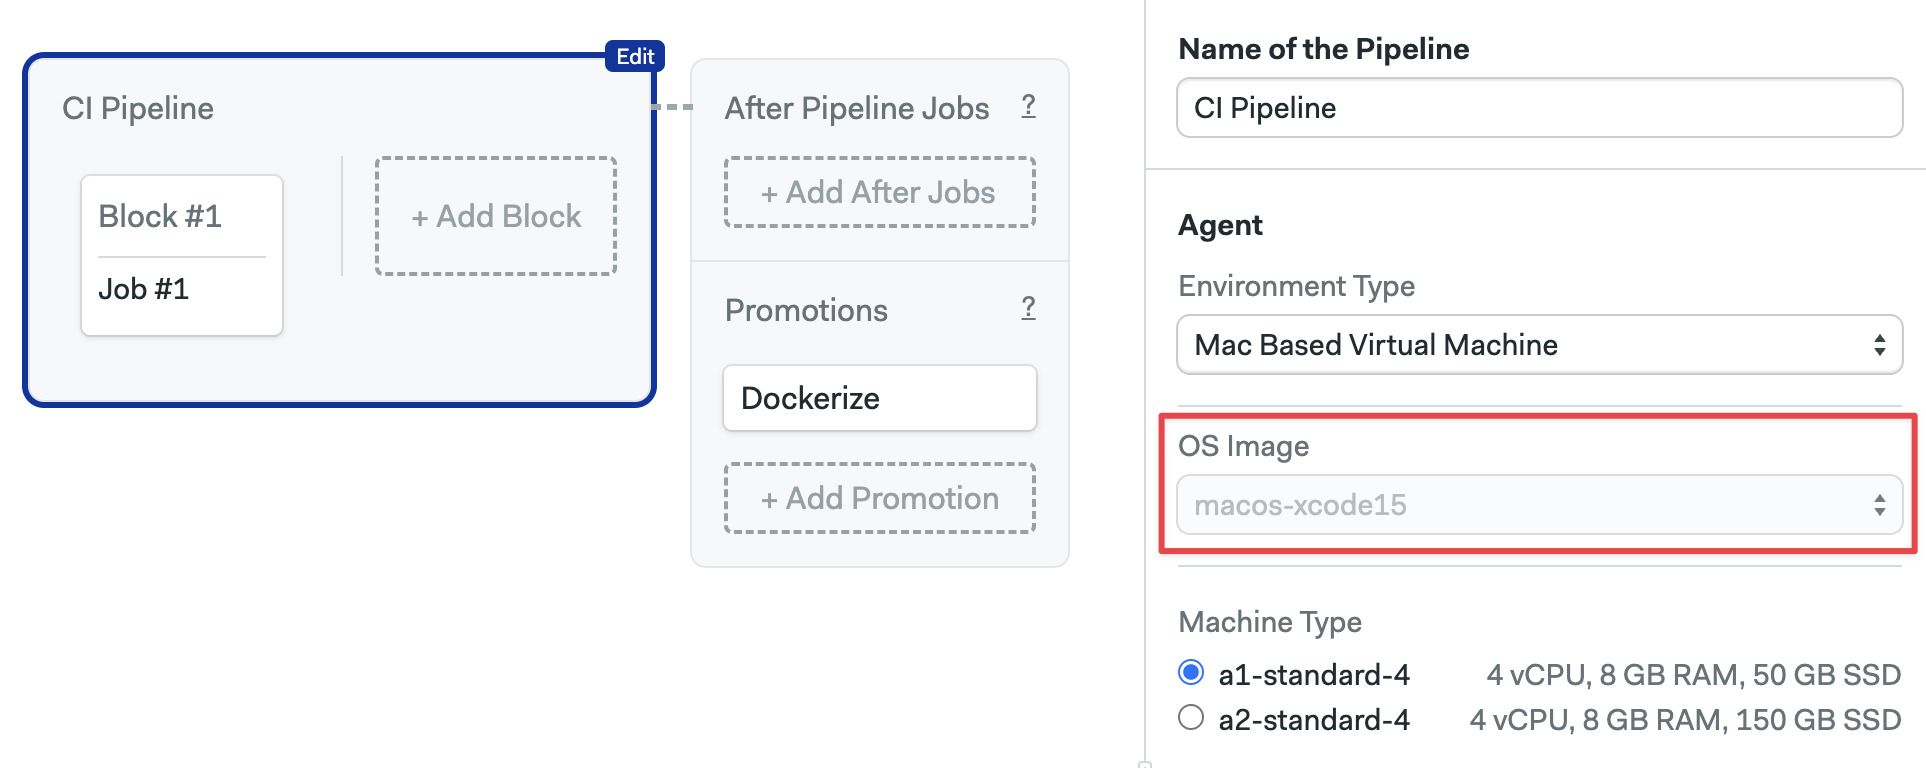 Edit
CI Pipeline
Block #1
Job #1
+ Add Block
After Pipeline Jobs ?
+ Add After Jobs
Promotions ?
Dockerize
+ Add Promotion
Name of the Pipeline
CI Pipeline
Agent
Environment Type
Mac Based Virtual Machine
OS Image
macos-xcode15
Machine Type
a1-standard-4 4 vCPU, 8 GB RAM, 50 GB SSD
a2-standard-4 4 vCPU, 8 GB RAM, 150 GB SSD